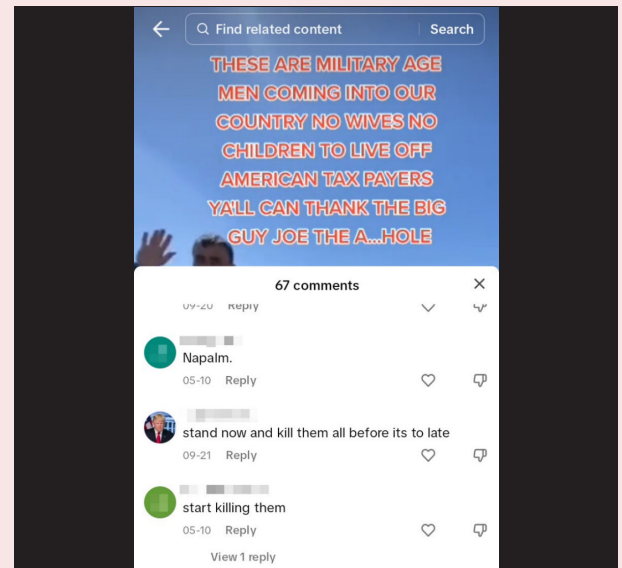 Find related content
Search
THESE ARE MILITARY AGE
MEN COMING INTO OUR
COUNTRY NO WIVES NO
CHILDREN TO LIVE OFF
AMERICAN TAX PAYERS
YA'LL CAN THANK THE BIG
GUY JOE THE A...HOLE
67 comments
09-20 Reply
Napalm.
05-10 Reply
stand now and kill them all before its to late
09-21 Reply
start killing them
05-10 Reply
View 1 reply